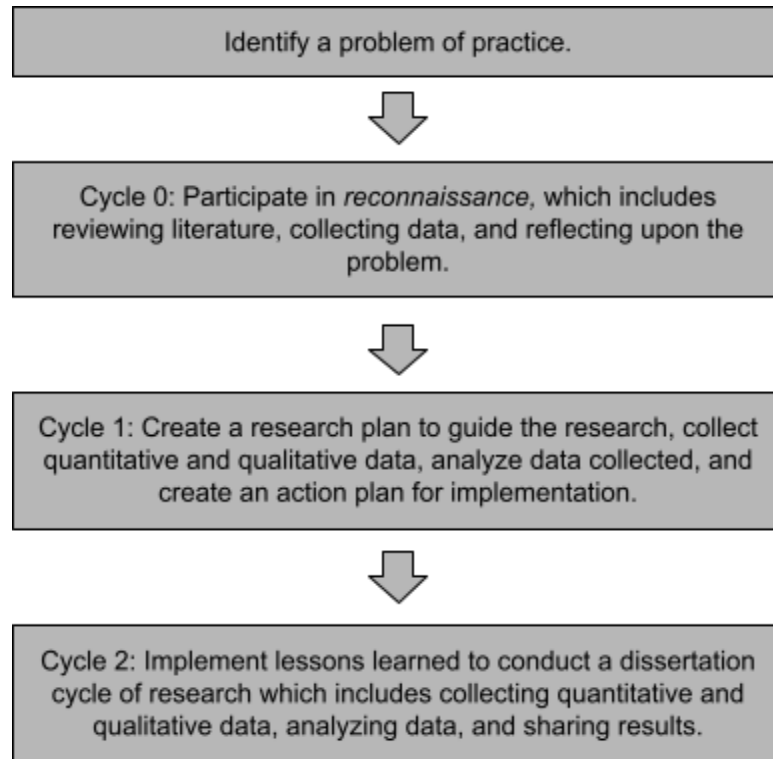 Identify a problem of practice.
Cycle 0: Participate in reconnaissance, which includes
reviewing literature, collecting data, and reflecting upon the
problem.
Cycle 1: Create a research plan to guide the research, collect
quantitative and qualitative data, analyze data collected, and
create an action plan for implementation.
Cycle 2: Implement lessons learned to conduct a dissertation
cycle of research which includes collecting quantitative and
qualitative data, analyzing data, and sharing results.